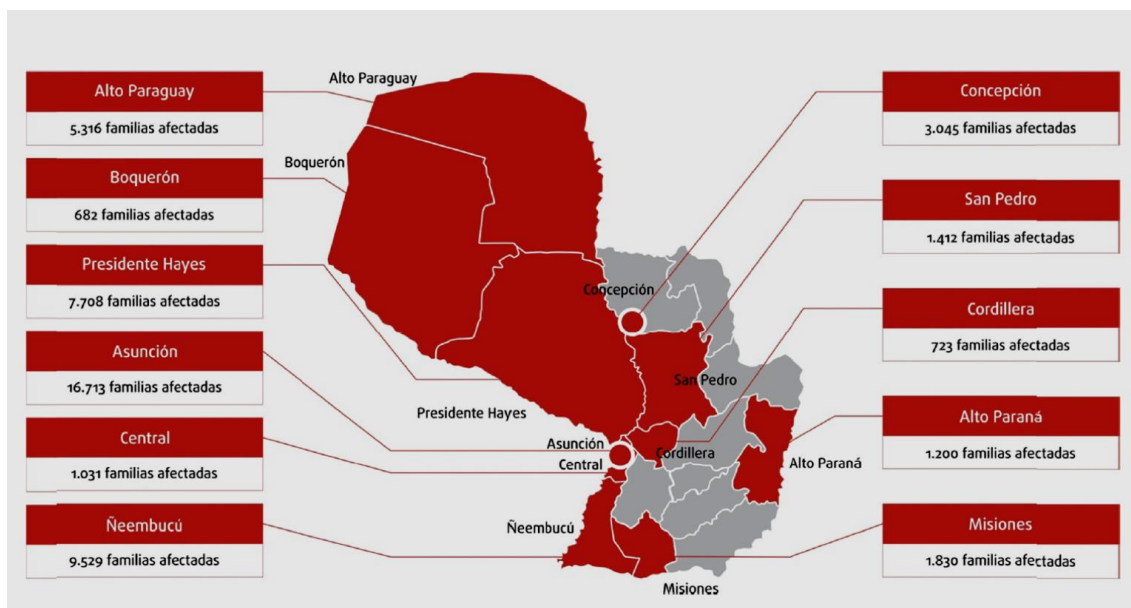 Alto Paraguay
5.316 familias afectadas
Boquerón
682 familias afectadas
Presidente Hayes
7.708 familias afectadas
Asunción
16.713 familias afectadas
Central
1.031 familias afectadas
Ñeembucú
9.529 familias afectadas
Alto Paraguay
Boquerón
Concepción
San Pedro
Presidente Hayes
Asunción
Cordillera
Central
Alto Paraná
Ñeembucú
Misiones
Concepción
3.045 familias afectadas
San Pedro
1.412 familias afectadas
Cordillera
723 familias afectadas
Alto Paraná
1.200 familias afectadas
Misiones
1.830 familias afectadas